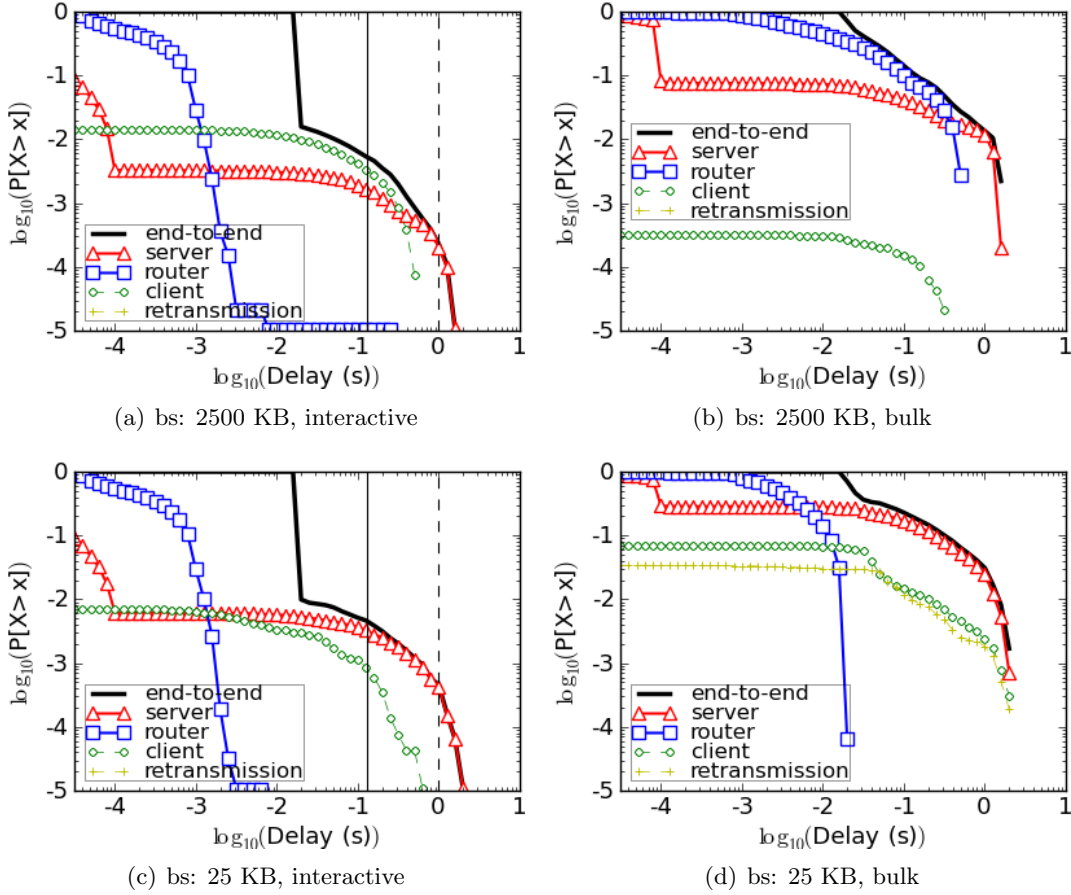 0
-1
-2
-3
-4
-5
log₁₀(P[X>x])
end-to-end
server
router
client
retransmission
-4 -3 -2 -1 0 1
log₁₀(Delay (s))
(a) bs: 2500 KB, interactive
0
-1
-2
-3
-4
-5
log₁₀(P[X>x])
end-to-end
server
router
client
retransmission
-4 -3 -2 -1 0 1
log₁₀(Delay (s))
(b) bs: 2500 KB, bulk
0
-1
-2
-3
-4
-5
log₁₀(P[X>x])
end-to-end
server
router
client
retransmission
-4 -3 -2 -1 0 1
log₁₀(Delay (s))
(c) bs: 25 KB, interactive
0
-1
-2
-3
-4
-5
log₁₀(P[X>x])
end-to-end
server
router
client
retransmission
-4 -3 -2 -1 0 1
log₁₀(Delay (s))
(d) bs: 25 KB, bulk